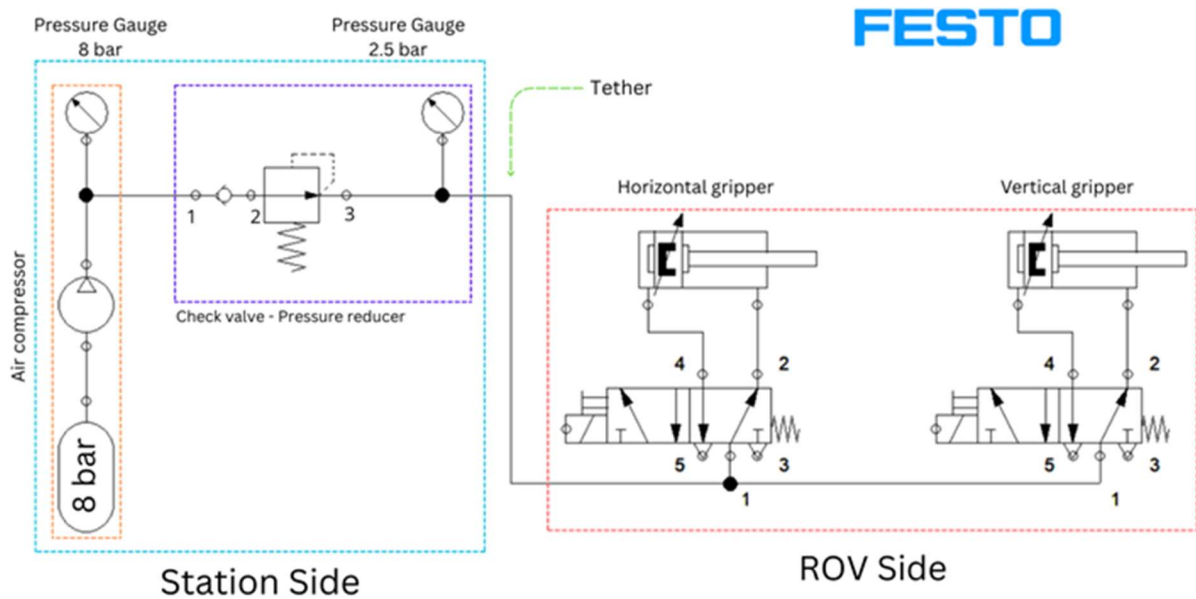 Pressure Gauge
8 bar
Pressure Gauge
2.5 bar
FESTO
Tether
Horizontal gripper
Vertical gripper
1
2
3
Check valve - Pressure reducer
Air compressor
8 bar
4
2
4
2
5
3
5
3
1
1
Station Side
ROV Side